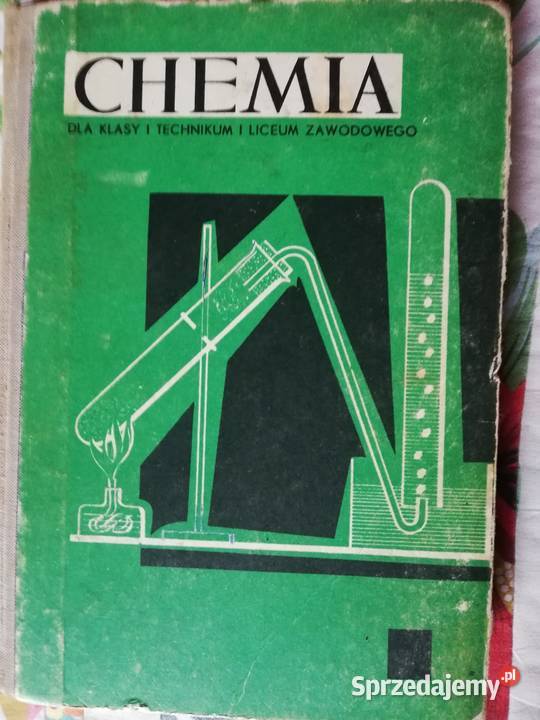 CHEMIA
DLA KLASY I TECHNIKUM I LICEUM ZAWODOWEGO
Sprzedajemy.pl